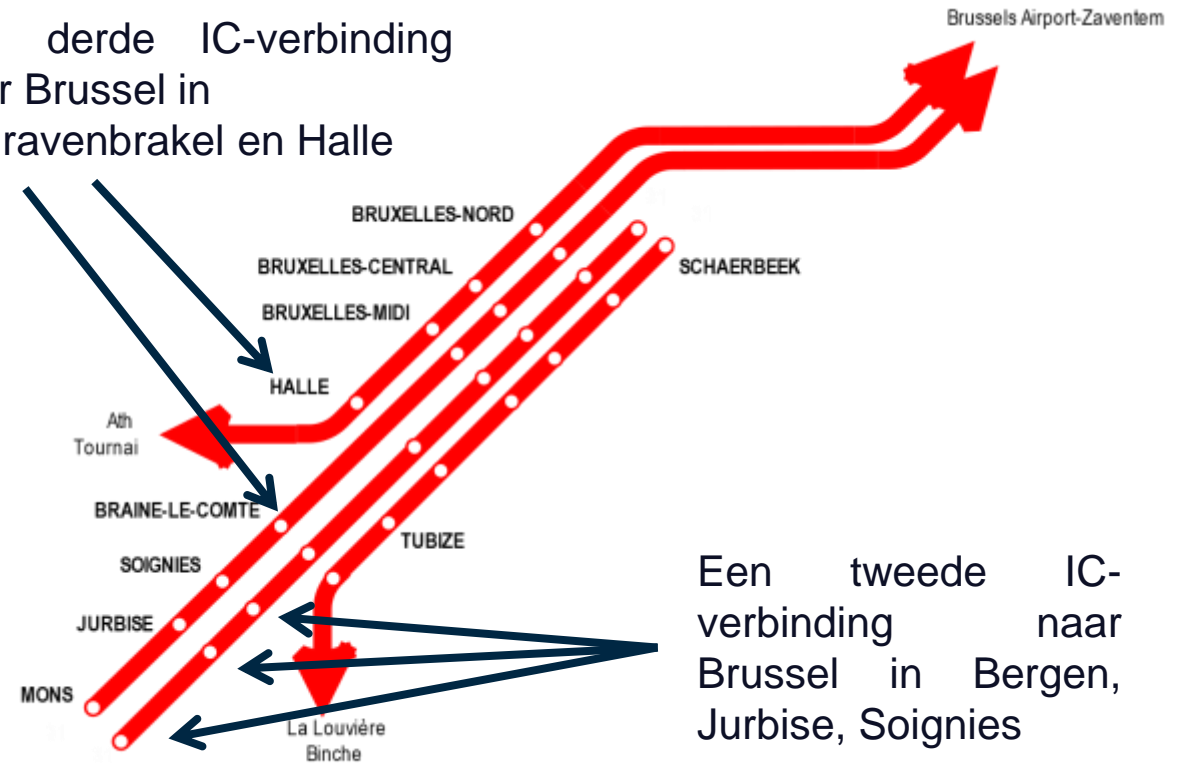 Brussels Airport-Zaventem
derde IC-verbinding
r Brussel in
ravenbrakel en Halle
BRUXELLES-NORD
BRUXELLES-CENTRAL
SCHAERBEEK
BRUXELLES-MIDI
HALLE
Ath
Tournai
BRAINE-LE-COMTE
TUBIZE
SOIGNIES
JURBISE
MONS
La Louvière
Binche
Een tweede IC-
verbinding naar
Brussel in Bergen,
Jurbise, Soignies